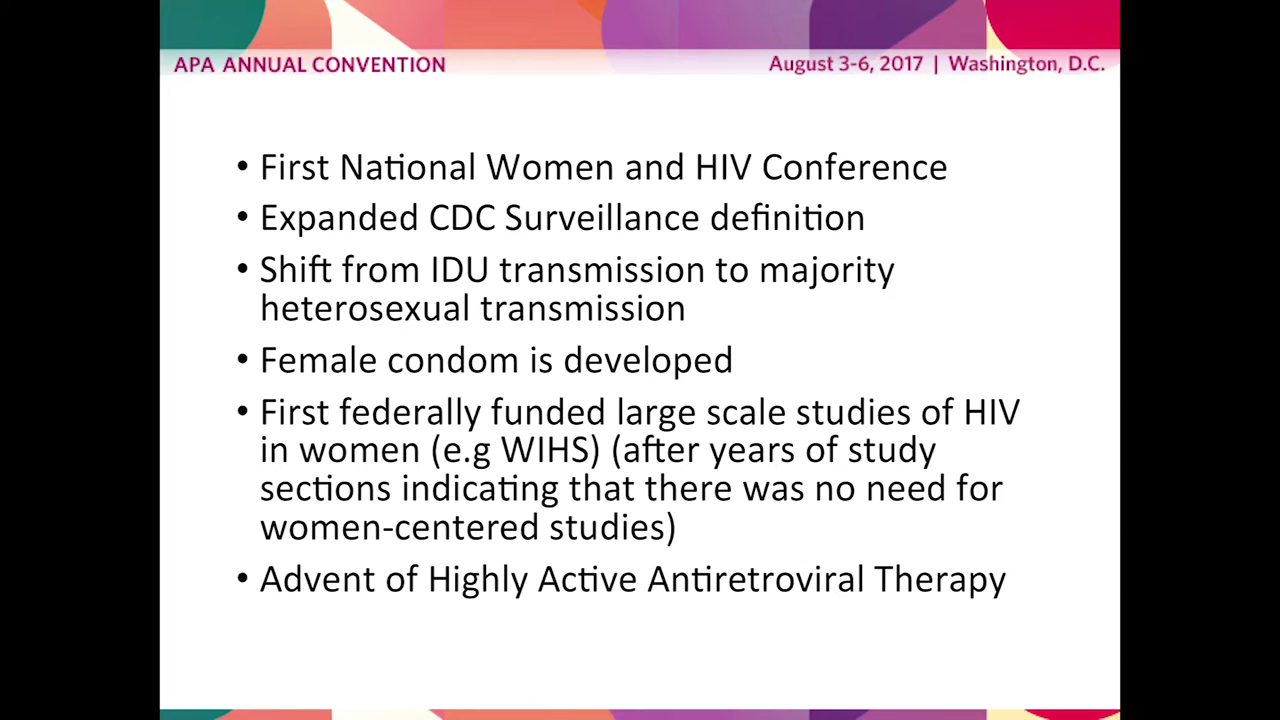 APA ANNUAL CONVENTION
August 3-6, 2017 | Washington, D.C.
• First National Women and HIV Conference
• Expanded CDC Surveillance definition
• Shift from IDU transmission to majority
heterosexual transmission
• Female condom is developed
• First federally funded large scale studies of HIV
in women (e.g WIHS) (after years of study
sections indicating that there was no need for
women-centered studies)
• Advent of Highly Active Antiretroviral Therapy